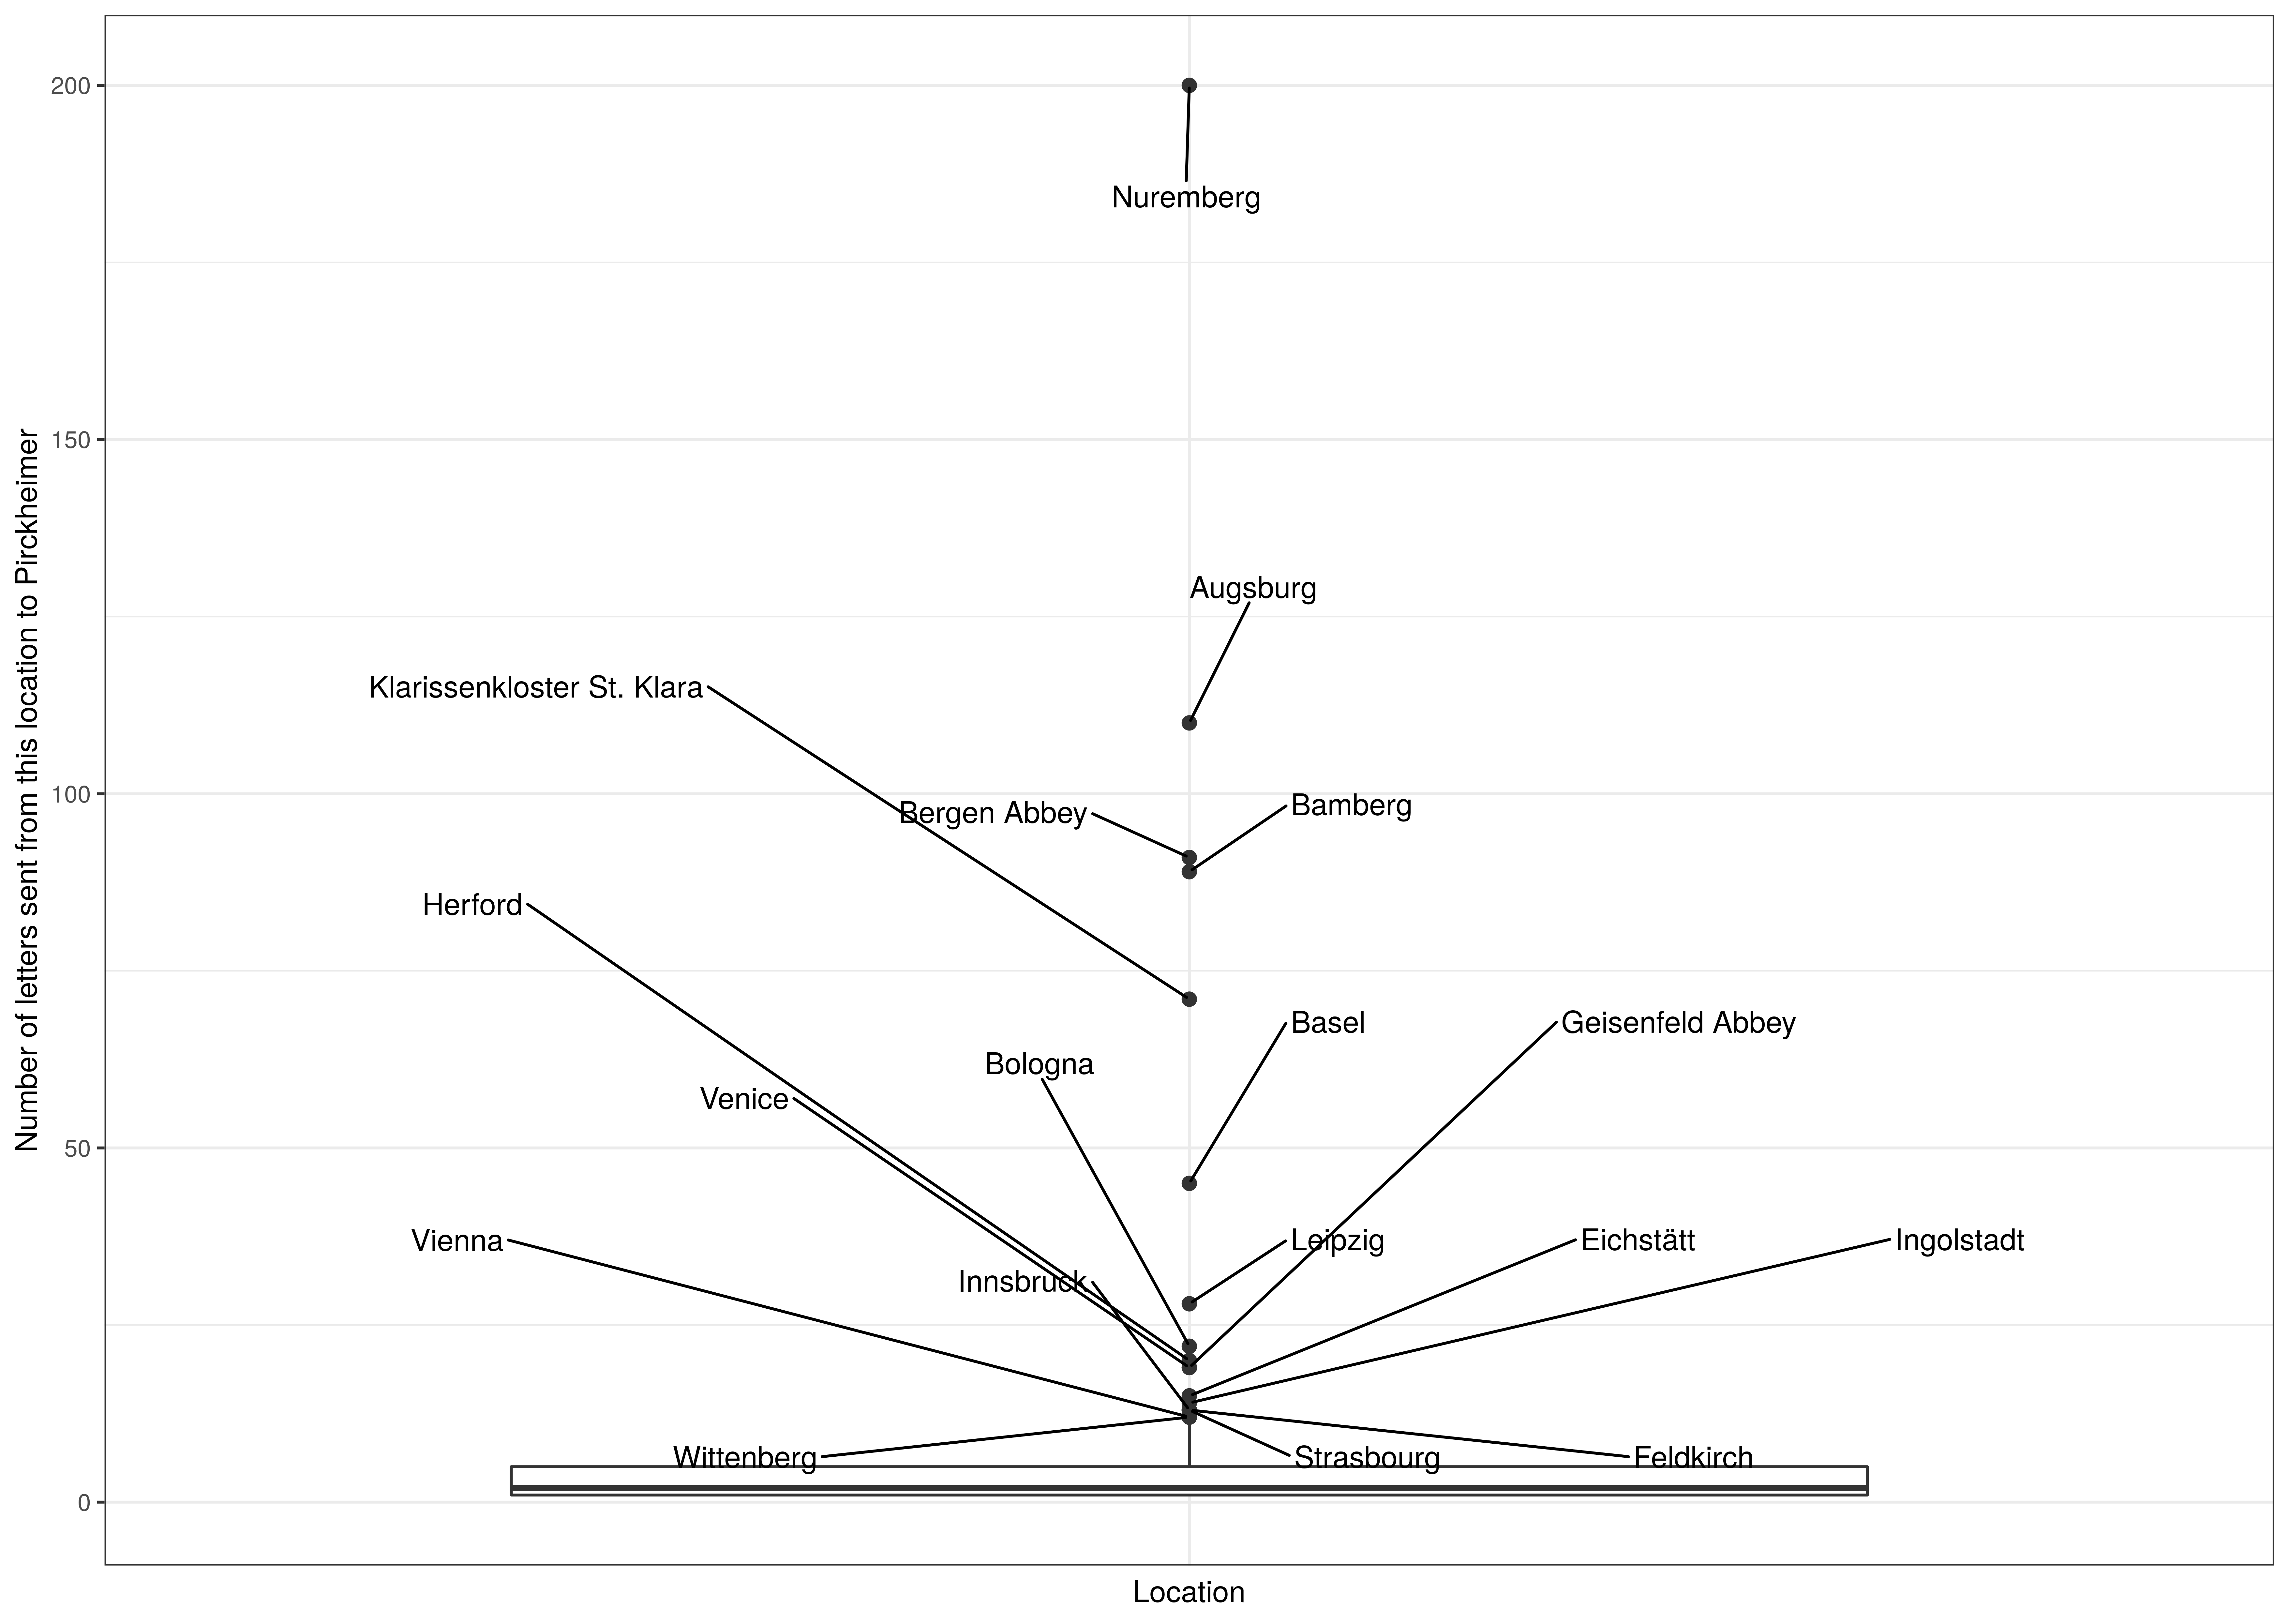 200
Nuremberg
150
Augsburg
Klarissenkloster St. Klara
100
Bergen Abbey
Bamberg
Herford
Basel
Geisenfeld Abbey
Bologna
Venice
50
Vienna
Leipzig
Eichstätt
Ingolstadt
Innsbruck
Wittenberg
Strasbourg
Feldkirch
0
Number of letters sent from this location to Pirckheimer
Location